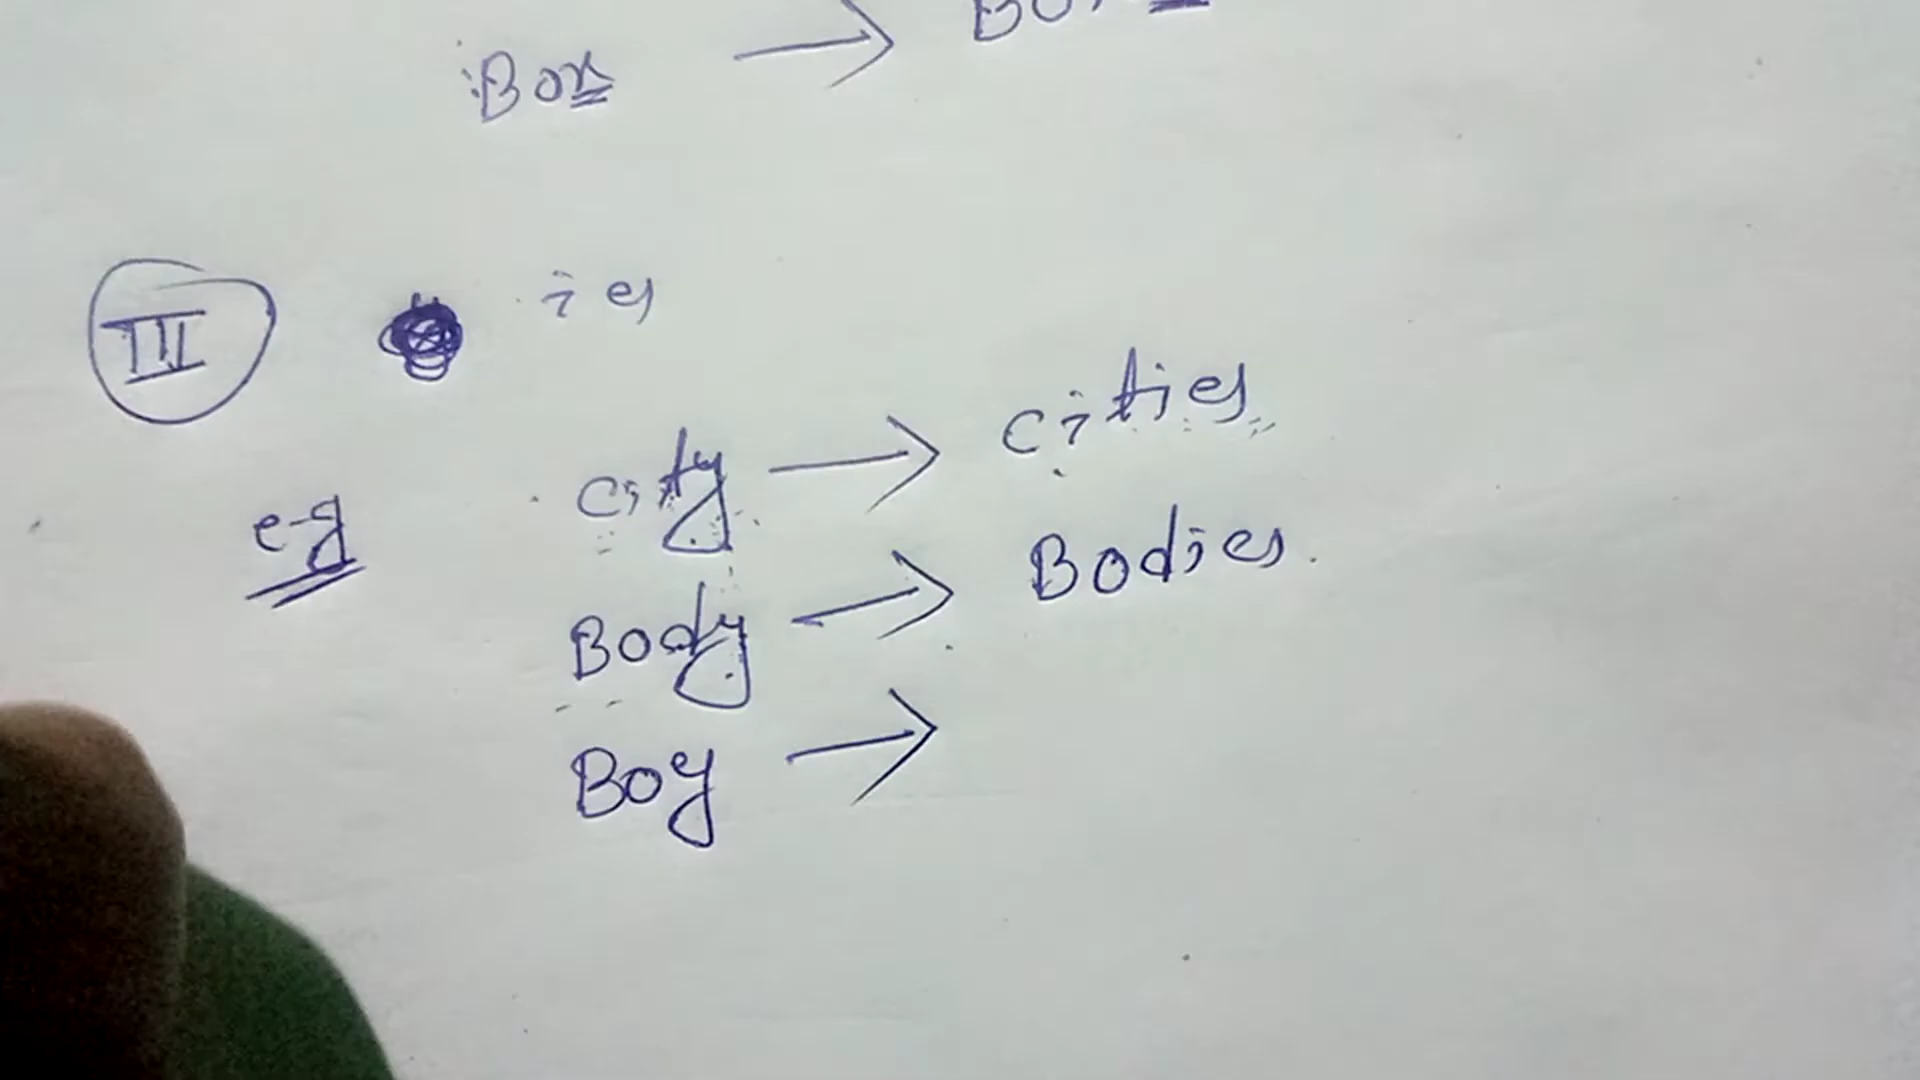 Box →
III ies
e-g City → Cities
Body → Bodies.
Boy →